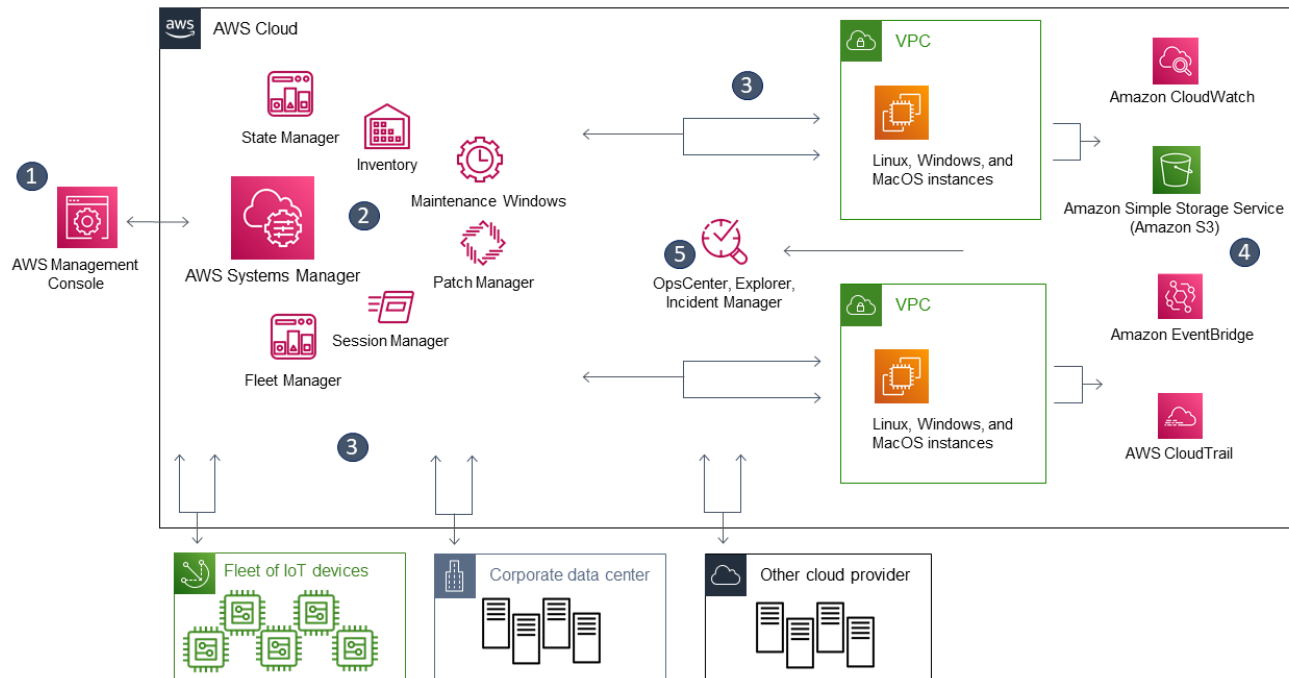 aws
AWS Cloud
VPC
3
Amazon CloudWatch
State Manager
Inventory
Linux, Windows, and
MacOS instances
1
Maintenance Windows
2
Amazon Simple Storage Service
(Amazon S3)
4
AWS Management
Console
AWS Systems Manager
Patch Manager
5
OpsCenter, Explorer,
Incident Manager
VPC
Session Manager
Fleet Manager
Amazon EventBridge
Linux, Windows, and
MacOS instances
3
AWS CloudTrail
Fleet of IoT devices
Corporate data center
Other cloud provider